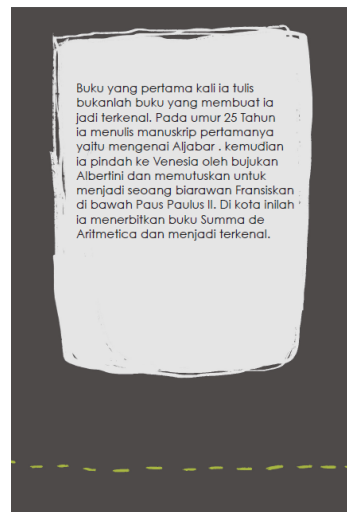 Buku yang pertama kali ia tulis
bukanlah buku yang membuat ia
jadi terkenal. Pada umur 25 Tahun
ia menulis manuskrip pertamanya
yaitu mengenai Aljabar . kemudian
ia pindah ke Venesia oleh bujukan
Albertini dan memutuskan untuk
menjadi seoang biarawan Fransiskan
di bawah Paus Paulus II. Di kota inilah
ia menerbitkan buku Summa de
Aritmetica dan menjadi terkenal.